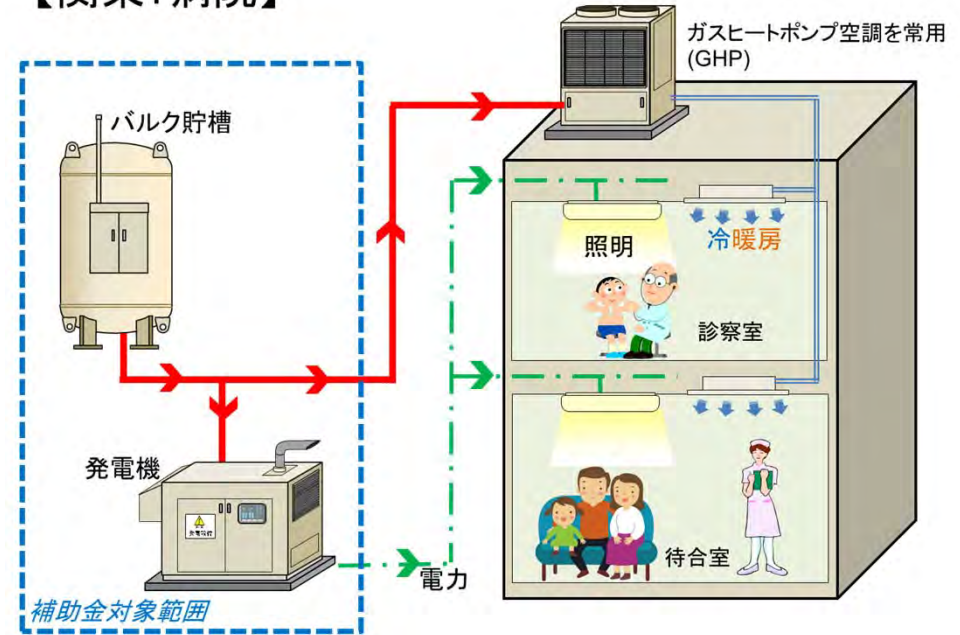 バルク貯槽
ガスヒートポンプ空調を常用
(GHP)
照明
冷暖房
診察室
発電機
電力
待合室
補助金対象範囲